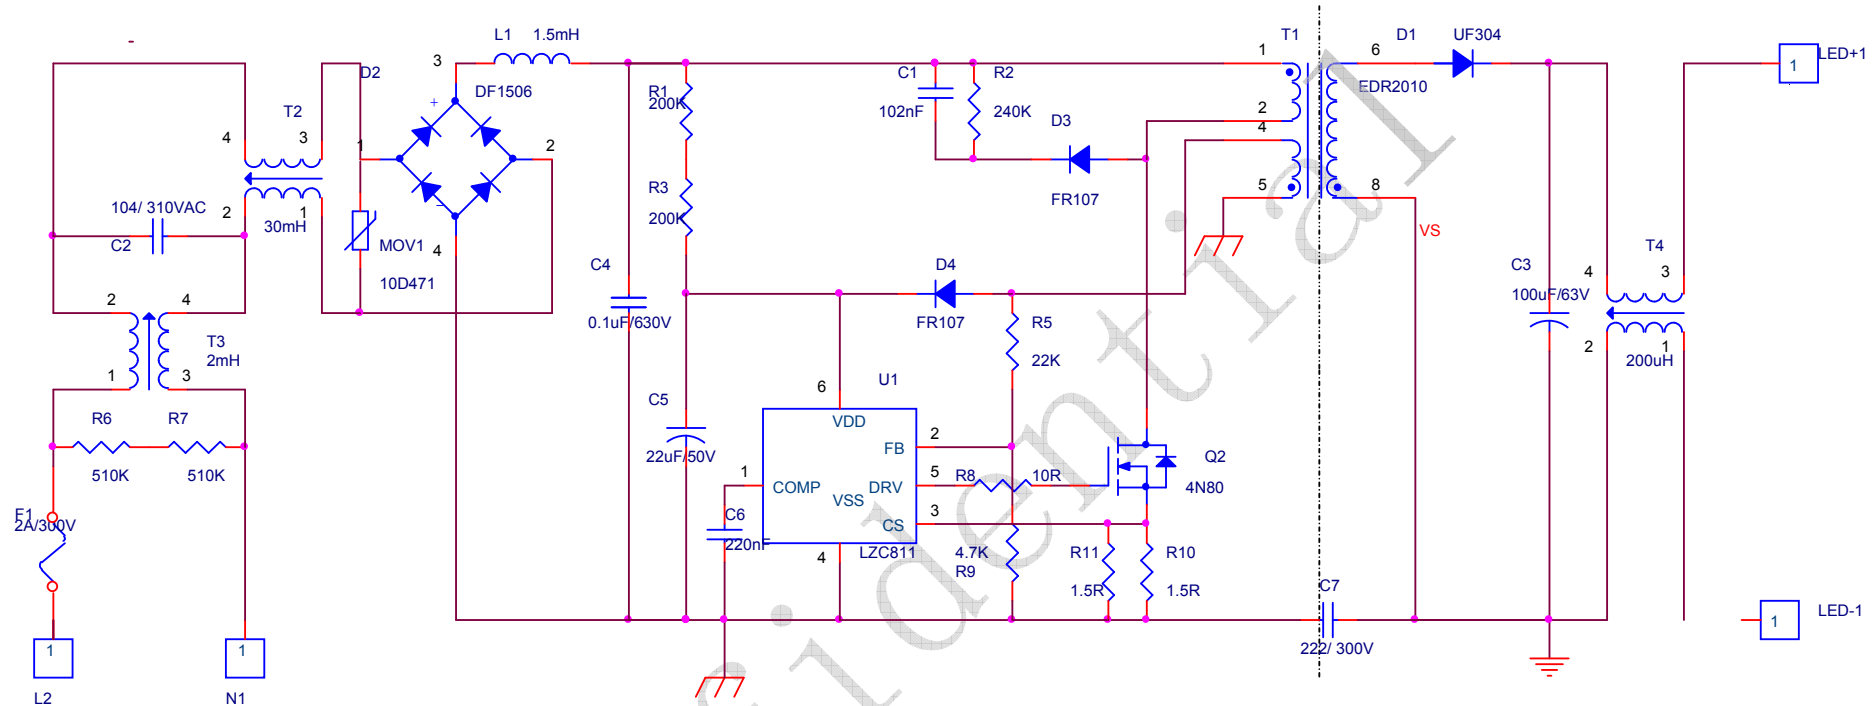 L1 1.5mH
T1
D1 UF304
3
1
6
LED+1
1
D2
C1
R2
DF1506
R1
200K
EDR2010
+
102nF
240K
2
T2
D3
4
4 3
1
2
R3
200K
FR107
5
8
104/ 310VAC
2 1
30mH
-
VS
C2
MOV1
4
T4
C4
D4
C3
4 3
10D471
100uF/63V
2 4
0.1uF/630V
FR107
R5
T3
2mH
22K
2 1
200uH
1 3
6
U1
C5
R6 R7
VDD
2
FB
22uF/50V
Q2
510K 510K
1
COMP
5
DRV
R8 10R
4N80
VSS
F1
2A/300V
C6
3
CS
220nF
4
LZC811
4.7K
R9
R11
R10
1.5R
1.5R
C7
LED-1
1
222/ 300V
1
1
L2
N1
fidential